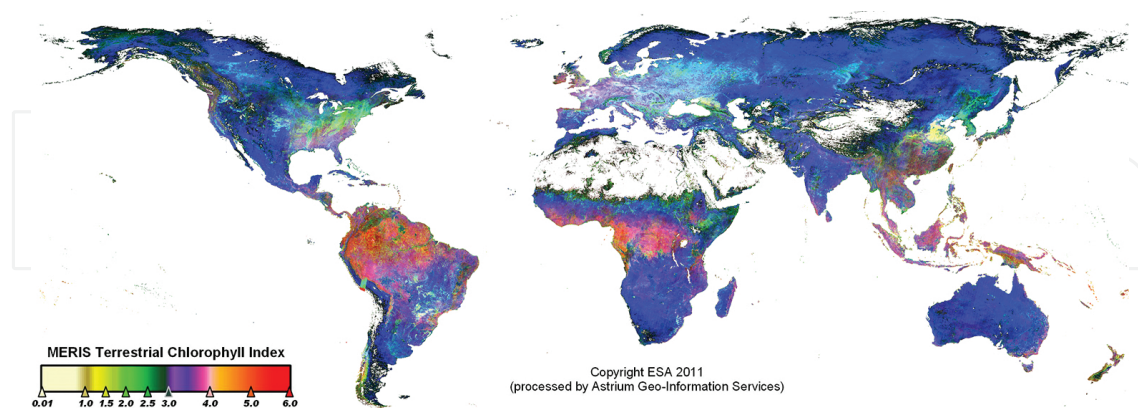 MERIS Terrestrial Chlorophyll Index
0.01 1.0 1.5 2.0 2.5 3.0 4.0 5.0 6.0
Copyright ESA 2011
(processed by Astrium Geo-Information Services)